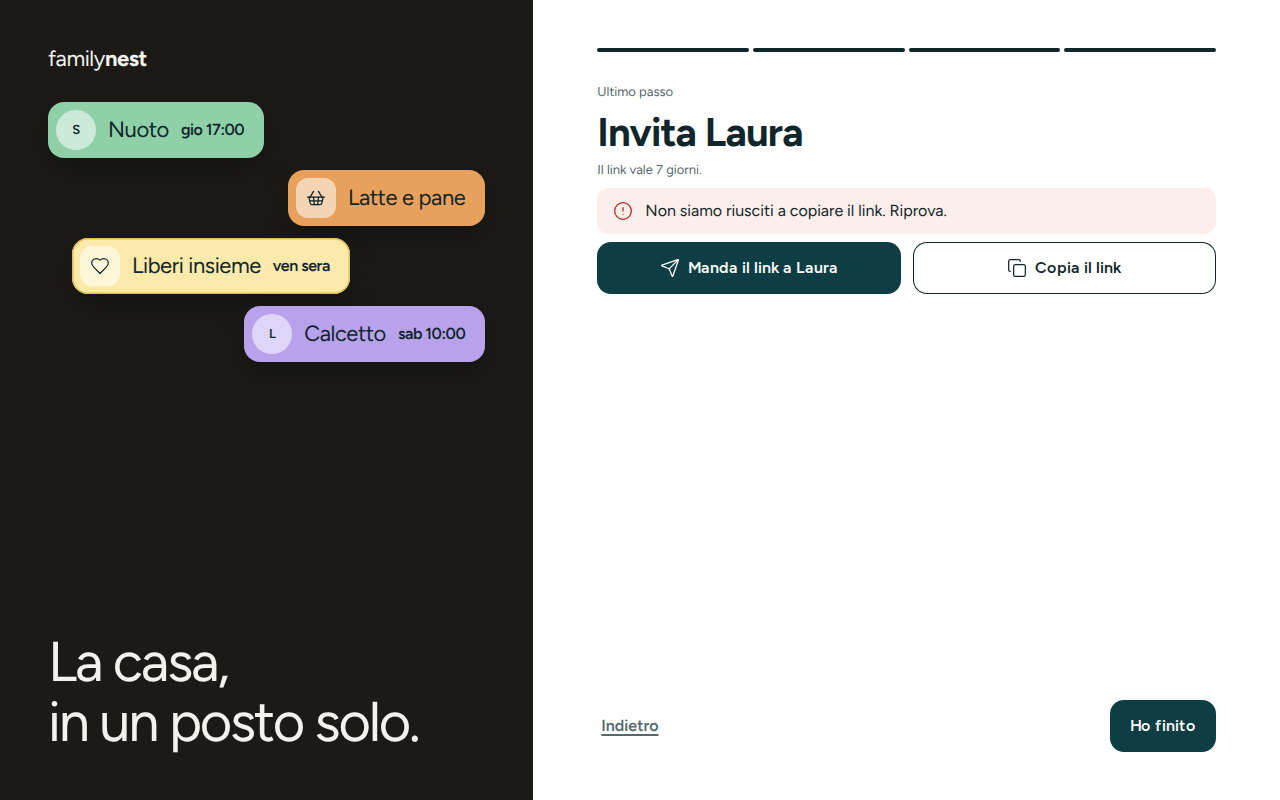 familynest
S Nuoto gio 17:00
Latte e pane
Liberi insieme ven sera
L Calcetto sab 10:00
La casa,
in un posto solo.
Ultimo passo
Invita Laura
Il link vale 7 giorni.
Non siamo riusciti a copiare il link. Riprova.
Manda il link a Laura
Copia il link
Indietro
Ho finito